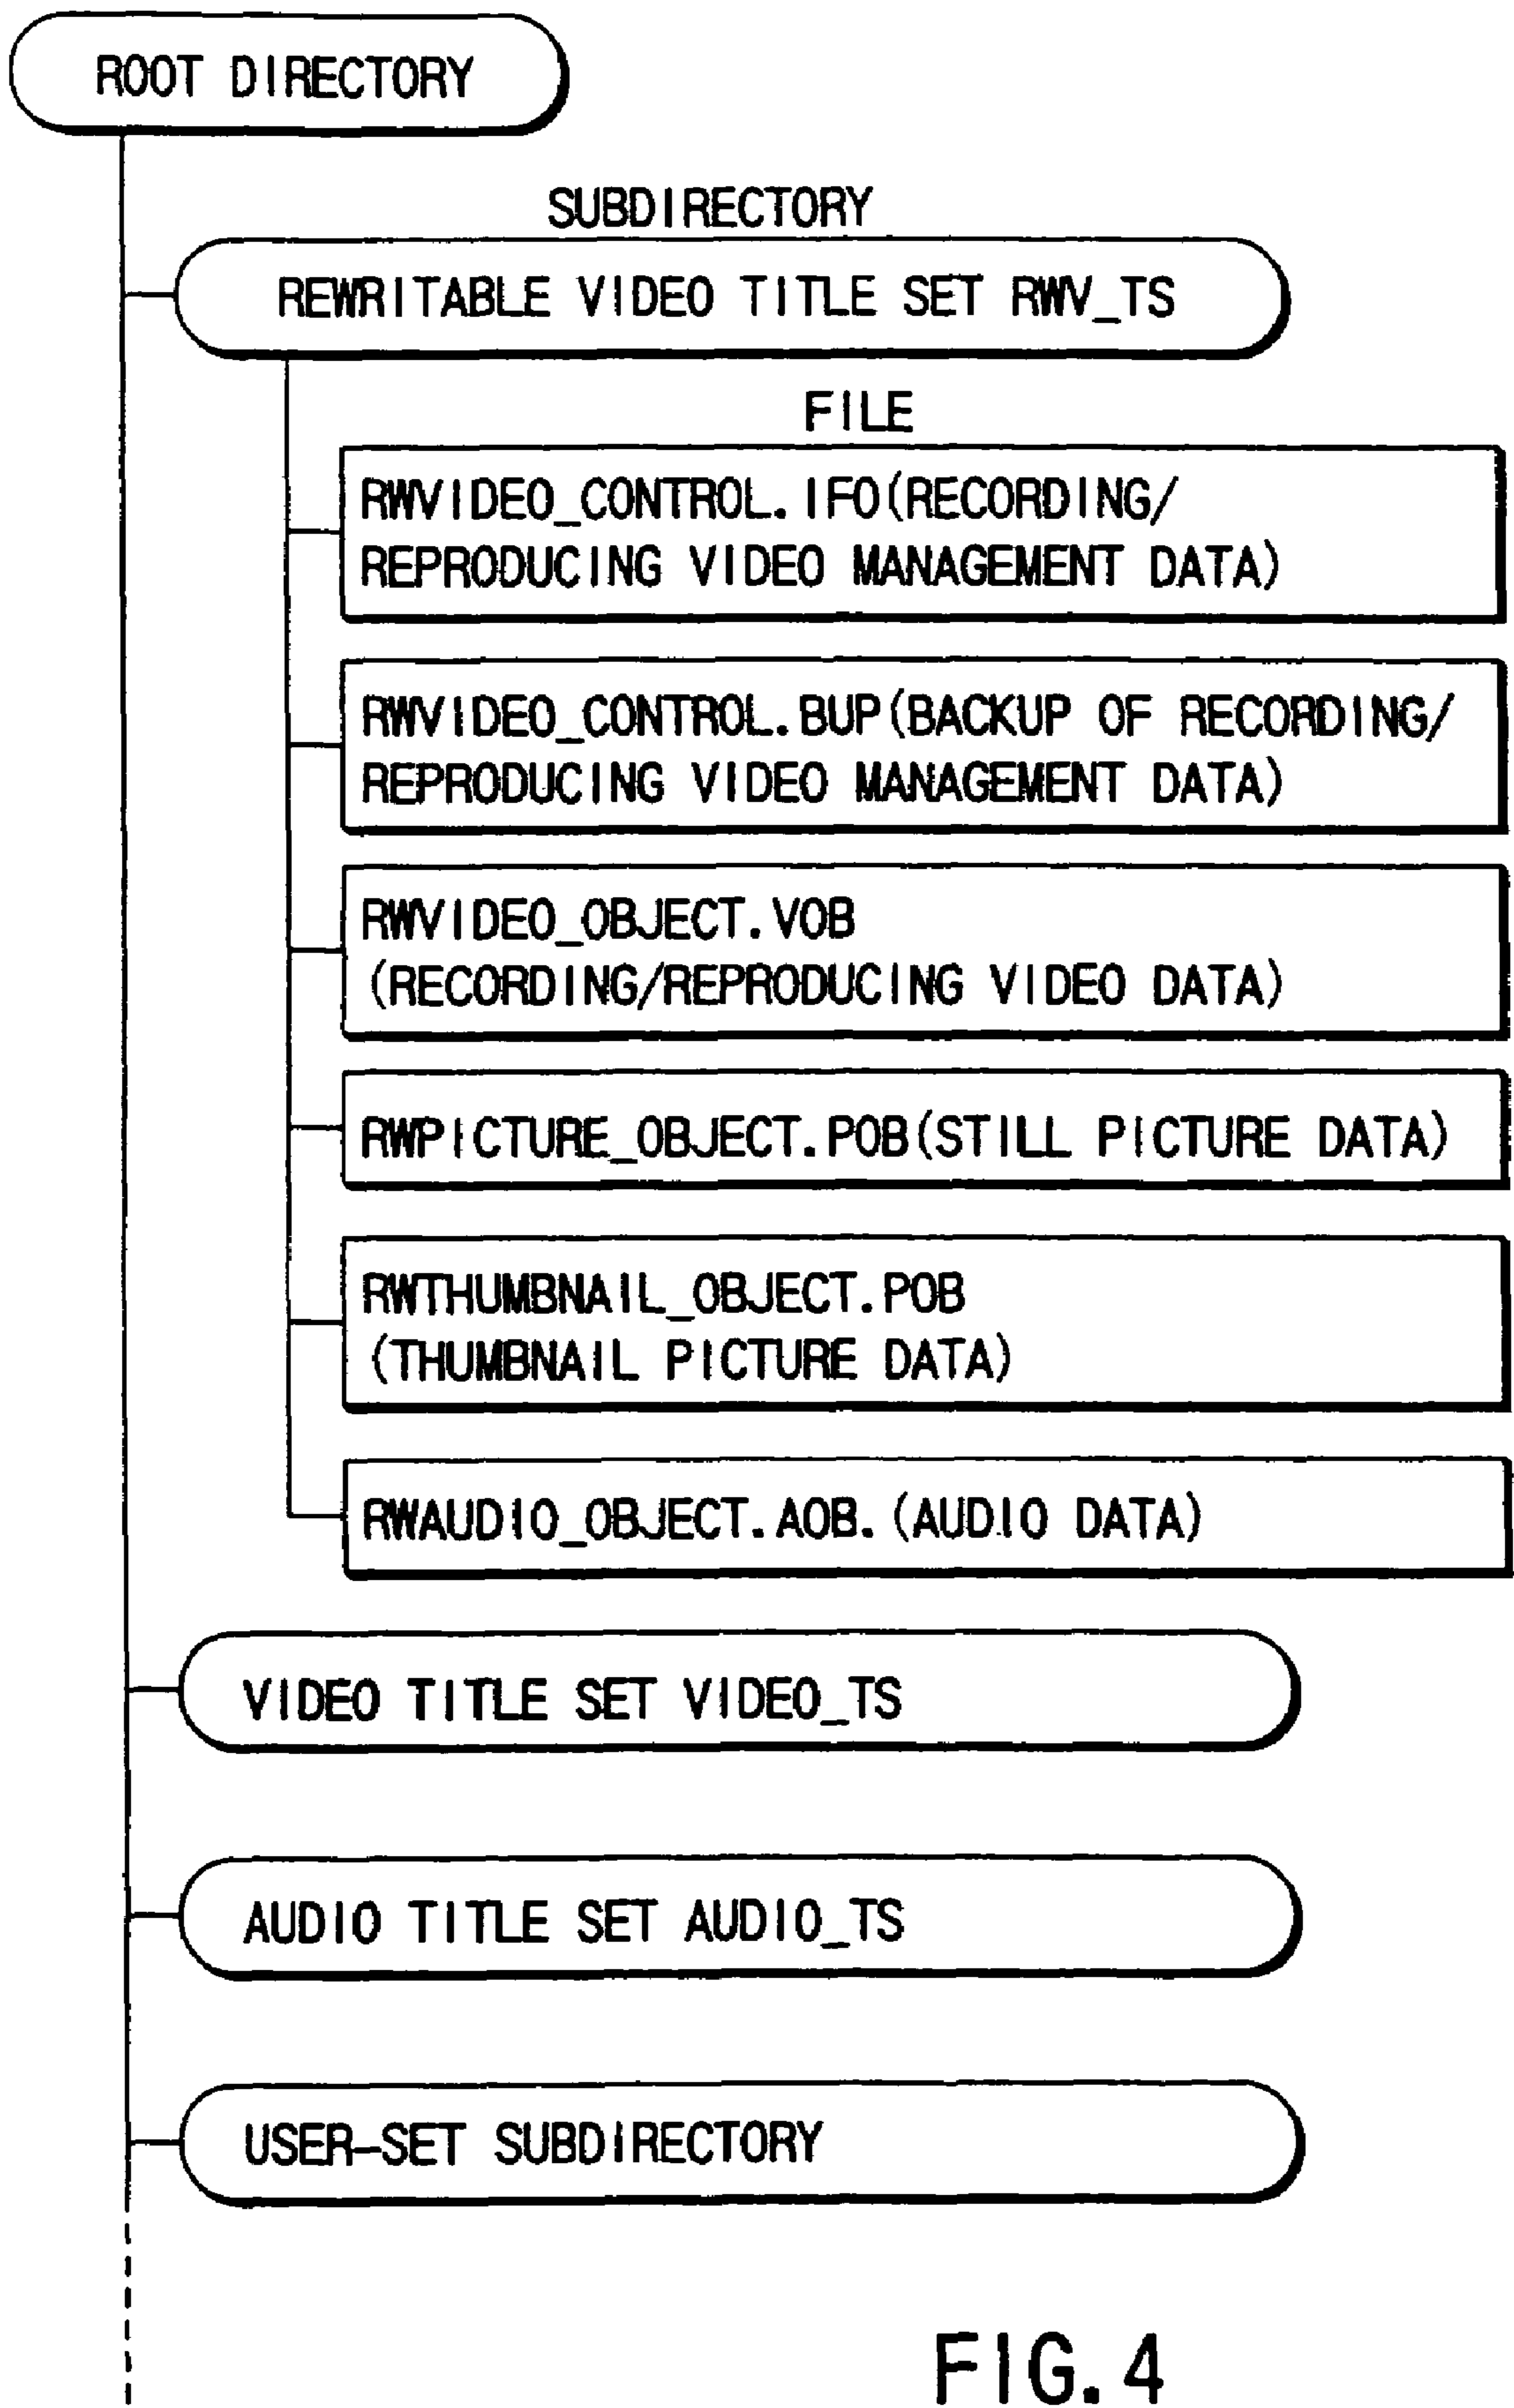 ROOT DIRECTORY
SUBDIRECTORY
REWRITABLE VIDEO TITLE SET RWV_TS
FILE
RWVIDEO_CONTROL.IFO(RECORDING/
REPRODUCING VIDEO MANAGEMENT DATA)
RWVIDEO_CONTROL.BUP(BACKUP OF RECORDING/
REPRODUCING VIDEO MANAGEMENT DATA)
RWVIDEO_OBJECT.VOB
(RECORDING/REPRODUCING VIDEO DATA)
RWPICTURE_OBJECT.POB(STILL PICTURE DATA)
RWTHUMBNAIL_OBJECT.POB
(THUMBNAIL PICTURE DATA)
RWAUDIO_OBJECT.AOB.(AUDIO DATA)
VIDEO TITLE SET VIDEO_TS
AUDIO TITLE SET AUDIO_TS
USER-SET SUBDIRECTORY
FIG.4